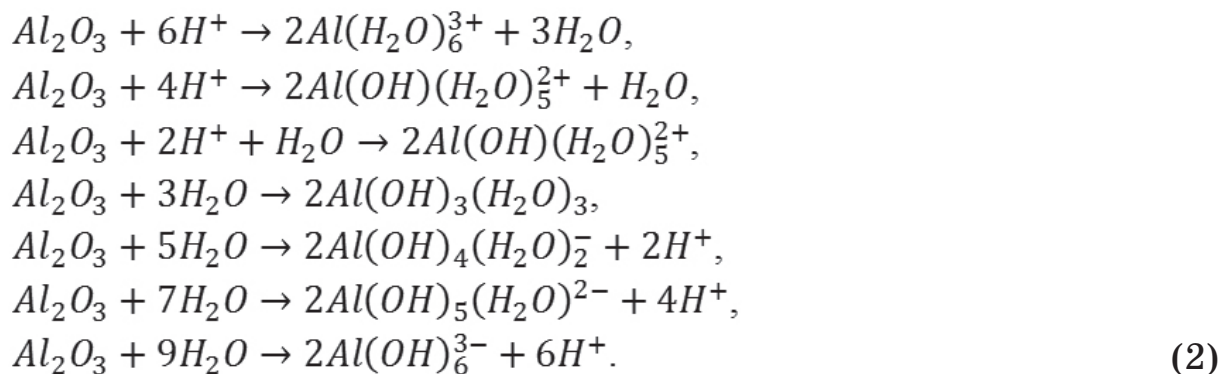 Al₂O₃ + 6H⁺ → 2Al(H₂O)₆³⁺ + 3H₂O,
Al₂O₃ + 4H⁺ → 2Al(OH)(H₂O)₅²⁺ + H₂O,
Al₂O₃ + 2H⁺ + H₂O → 2Al(OH)(H₂O)₅²⁺,
Al₂O₃ + 3H₂O → 2Al(OH)₃(H₂O)₃,
Al₂O₃ + 5H₂O → 2Al(OH)₄(H₂O)₂⁻ + 2H⁺,
Al₂O₃ + 7H₂O → 2Al(OH)₅(H₂O)²⁻ + 4H⁺,
Al₂O₃ + 9H₂O → 2Al(OH)₆³⁻ + 6H⁺. (2)